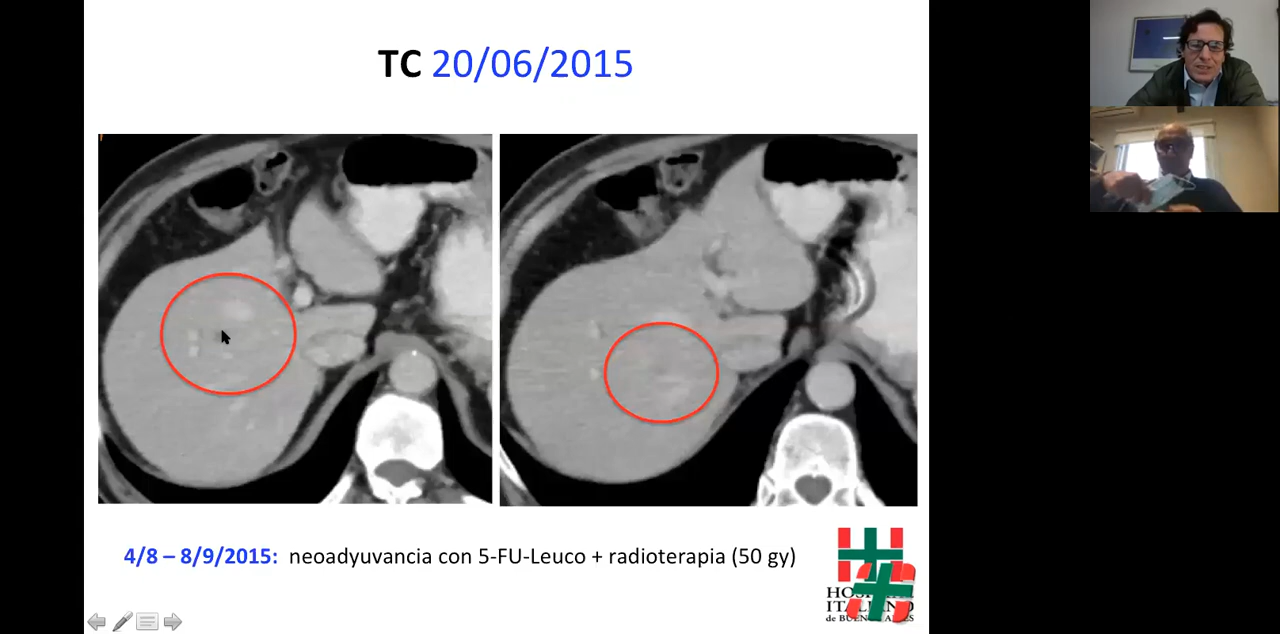 TC 20/06/2015
4/8 – 8/9/2015: neoadyuvancia con 5-FU-Leuco + radioterapia (50 gy)
HOSPITAL
ITALIANO
de BUENOS AIRES